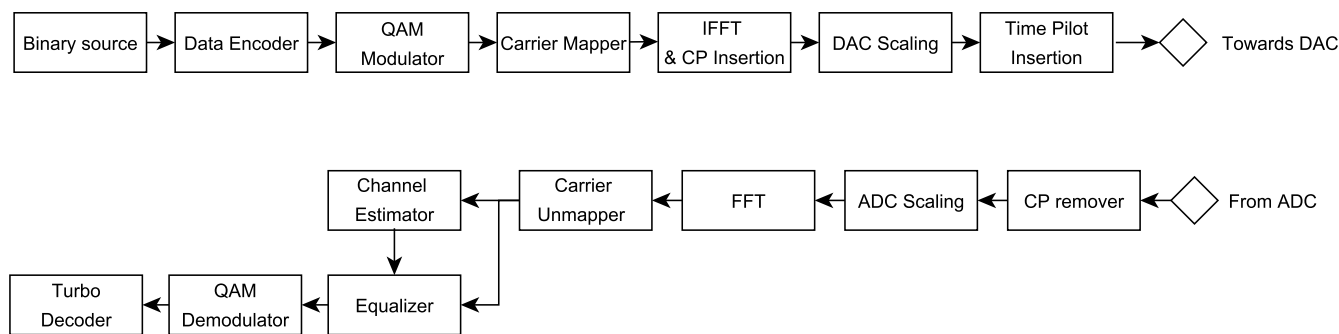 Binary source
Data Encoder
QAM
Modulator
Carrier Mapper
IFFT
& CP Insertion
DAC Scaling
Time Pilot
Insertion
Towards DAC
Channel
Estimator
Carrier
Unmapper
FFT
ADC Scaling
CP remover
From ADC
Turbo
Decoder
QAM
Demodulator
Equalizer